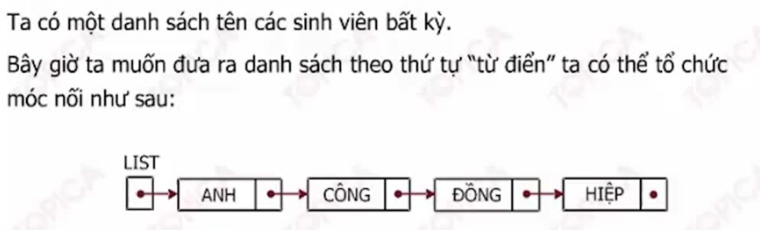 Ta có một danh sách tên các sinh viên bất kỳ.
Bây giờ ta muốn đưa ra danh sách theo thứ tự "từ điển" ta có thể tổ chức
móc nối như sau:
LIST
ANH CÔNG ĐỒNG HIỆP
TOPICA